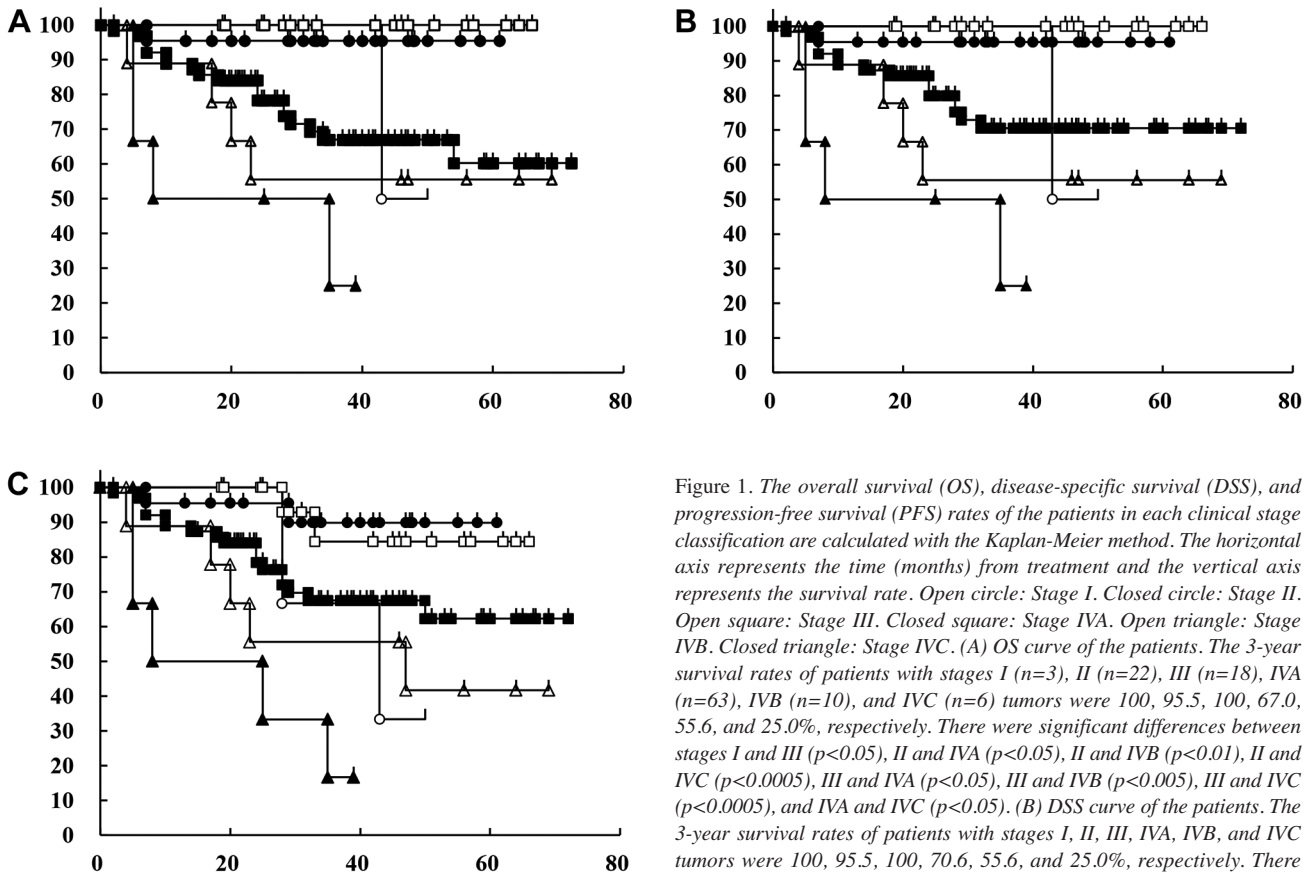 A
100
90
80
70
60
50
40
30
20
10
0
0 20 40 60 80
B
100
90
80
70
60
50
40
30
20
10
0
0 20 40 60 80
C
100
90
80
70
60
50
40
30
20
10
0
0 20 40 60 80
Figure 1. The overall survival (OS), disease-specific survival (DSS), and
progression-free survival (PFS) rates of the patients in each clinical stage
classification are calculated with the Kaplan-Meier method. The horizontal
axis represents the time (months) from treatment and the vertical axis
represents the survival rate. Open circle: Stage I. Closed circle: Stage II.
Open square: Stage III. Closed square: Stage IVA. Open triangle: Stage
IVB. Closed triangle: Stage IVC. (A) OS curve of the patients. The 3-year
survival rates of patients with stages I (n=3), II (n=22), III (n=18), IVA
(n=63), IVB (n=10), and IVC (n=6) tumors were 100, 95.5, 100, 67.0,
55.6, and 25.0%, respectively. There were significant differences between
stages I and III (p<0.05), II and IVA (p<0.05), II and IVB (p<0.01), II and
IVC (p<0.0005), III and IVA (p<0.05), III and IVB (p<0.005), III and IVC
(p<0.0005), and IVA and IVC (p<0.05). (B) DSS curve of the patients. The
3-year survival rates of patients with stages I, II, III, IVA, IVB, and IVC
tumors were 100, 95.5, 100, 70.6, 55.6, and 25.0%, respectively. There